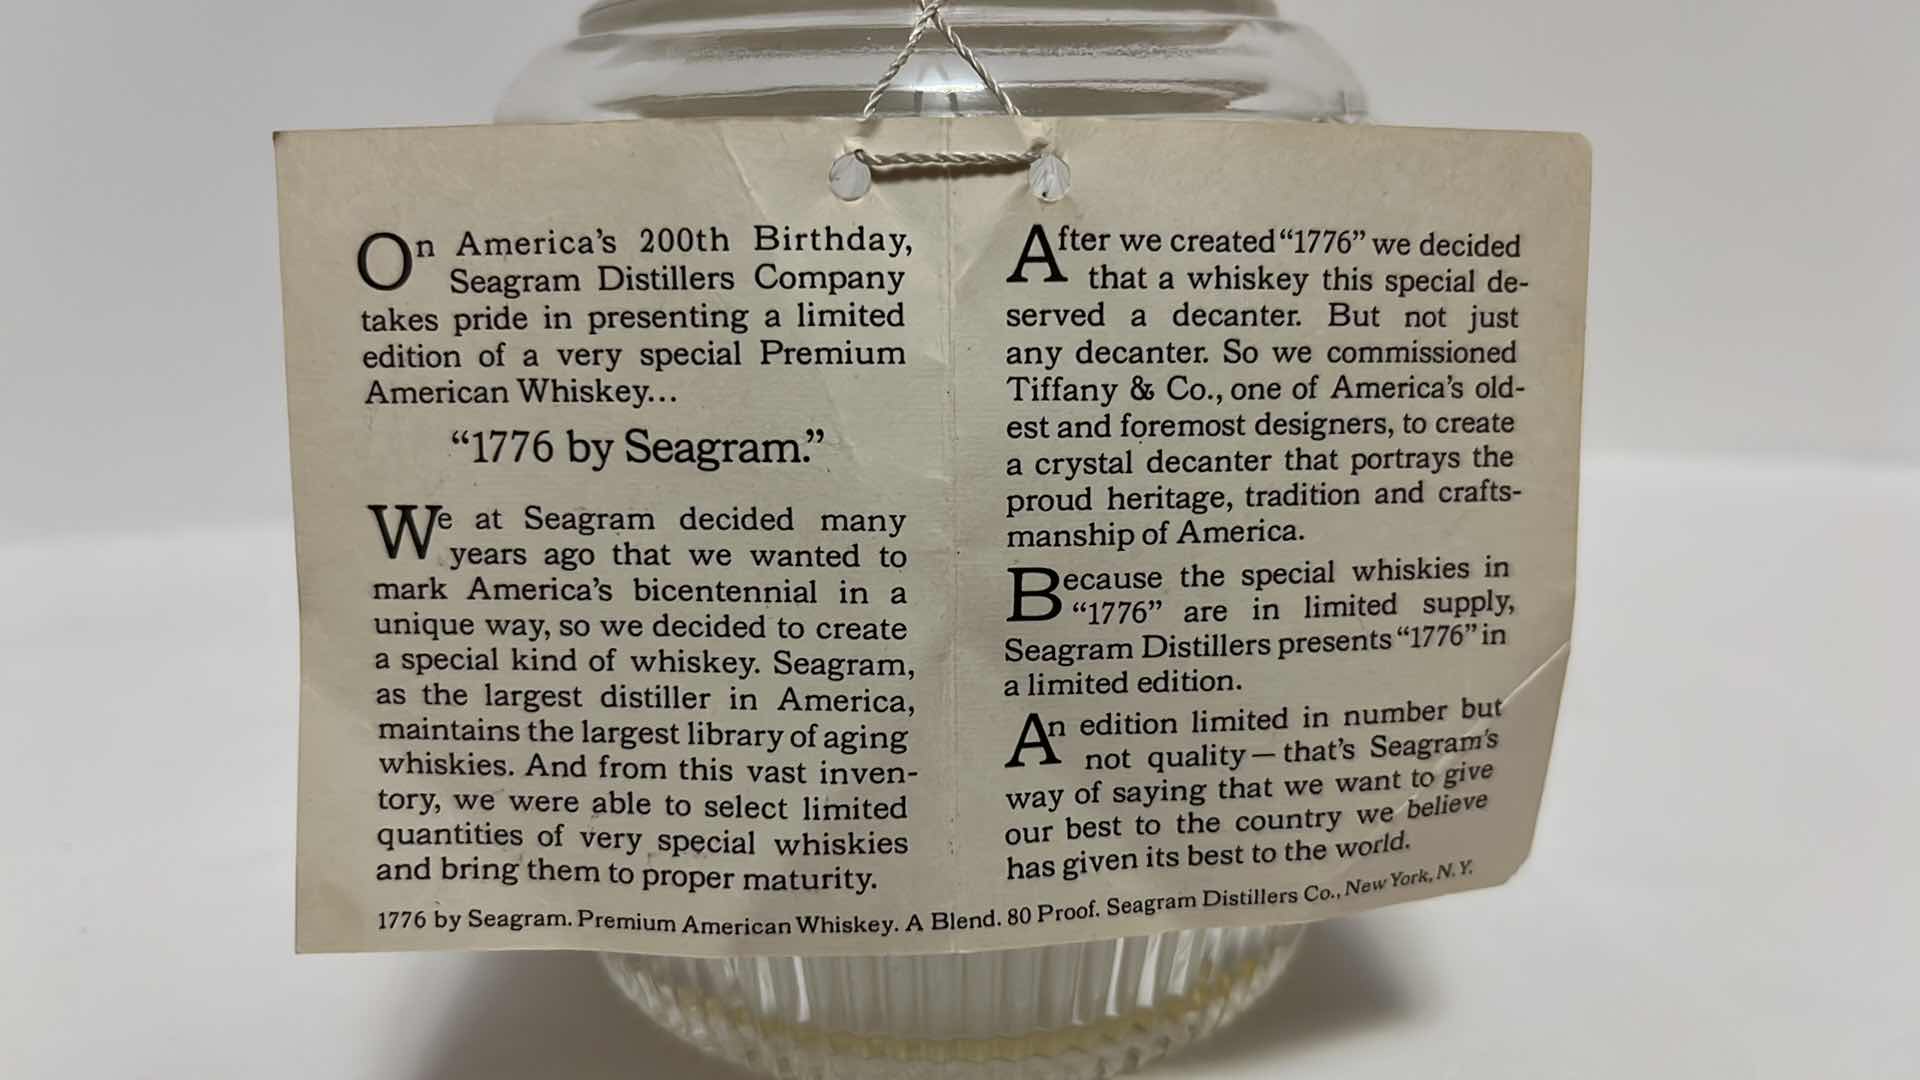 On America's 200th Birthday,
Seagram Distillers Company
takes pride in presenting a limited
edition of a very special Premium
American Whiskey...
“1776 by Seagram.”
We at Seagram decided many
years ago that we wanted to
mark America's bicentennial in a
unique way, so we decided to create
a special kind of whiskey. Seagram,
as the largest distiller in America,
maintains the largest library of aging
whiskies. And from this vast inven-
tory, we were able to select limited
quantities of very special whiskies
and bring them to proper maturity.
After we created “1776” we decided
that a whiskey this special de-
served a decanter. But not just
any decanter. So we commissioned
Tiffany & Co., one of America's old-
est and foremost designers, to create
a crystal decanter that portrays the
proud heritage, tradition and crafts-
manship of America.
Because the special whiskies in
“1776” are in limited supply,
Seagram Distillers presents “1776” in
a limited edition.
An edition limited in number but
not quality — that's Seagram's
way of saying that we want to give
our best to the country we believe
has given its best to the world.
1776 by Seagram. Premium American Whiskey. A Blend. 80 Proof. Seagram Distillers Co., New York, N.Y.